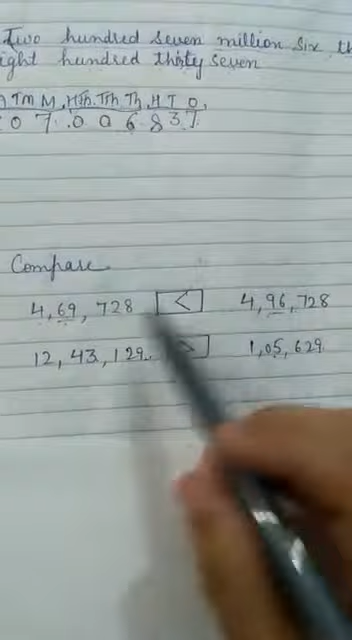 Two hundred seven million six
ight hundred thirty seven
TM M, HTh. TTh Th, H T O,
0 7. 0 0 6 8 3 7.
Compare
4,69,728 < 4,96,728
12,43,129 > 1,05,629